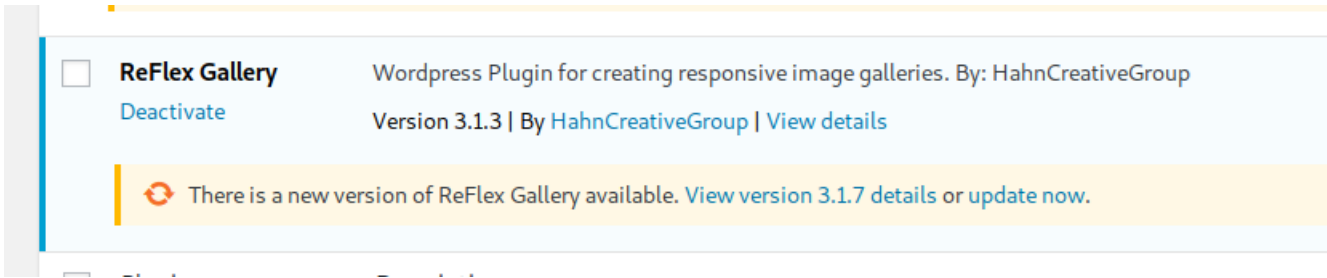 ReFlex Gallery
Wordpress Plugin for creating responsive image galleries. By: HahnCreativeGroup
Deactivate
Version 3.1.3 | By HahnCreativeGroup | View details
There is a new version of ReFlex Gallery available. View version 3.1.7 details or update now.